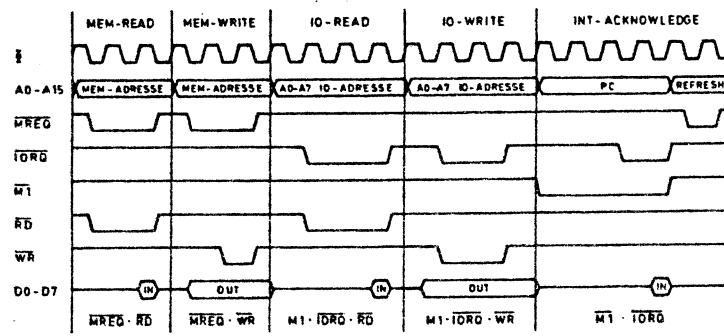 MEM-READ MEM-WRITE IO-READ IO-WRITE INT-ACKNOWLEDGE
Φ
A0-A15 MEM-ADRESSE MEM-ADRESSE A0-A7 IO-ADRESSE A0-A7 IO-ADRESSE PC REFRESH
MREQ
IORQ
M1
RD
WR
D0-D7 IN OUT IN OUT IN
MREQ·RD MREQ·WR M1·IORQ·RD M1·IORQ·WR M1·IORQ